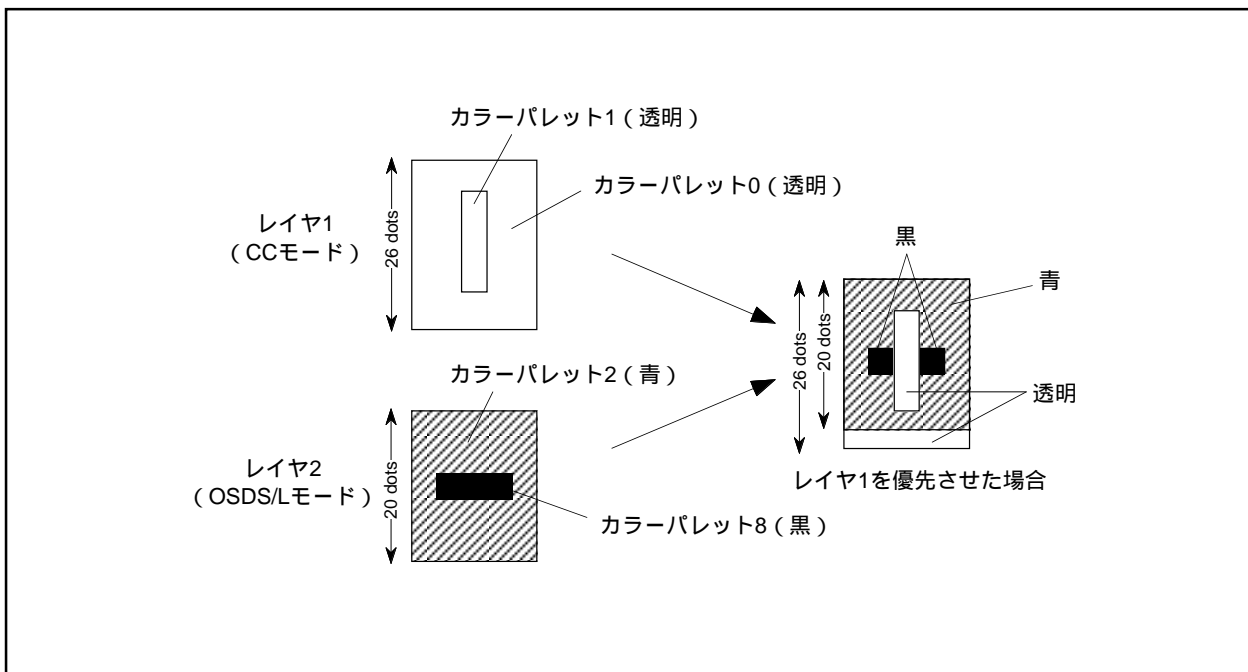 カラーパレット1（透明）
カラーパレット0（透明）
レイヤ1
（CCモード）
26 dots
カラーパレット2（青）
レイヤ2
（OSDS/Lモード）
20 dots
カラーパレット8（黒）
黒
青
26 dots
20 dots
透明
レイヤ1を優先させた場合